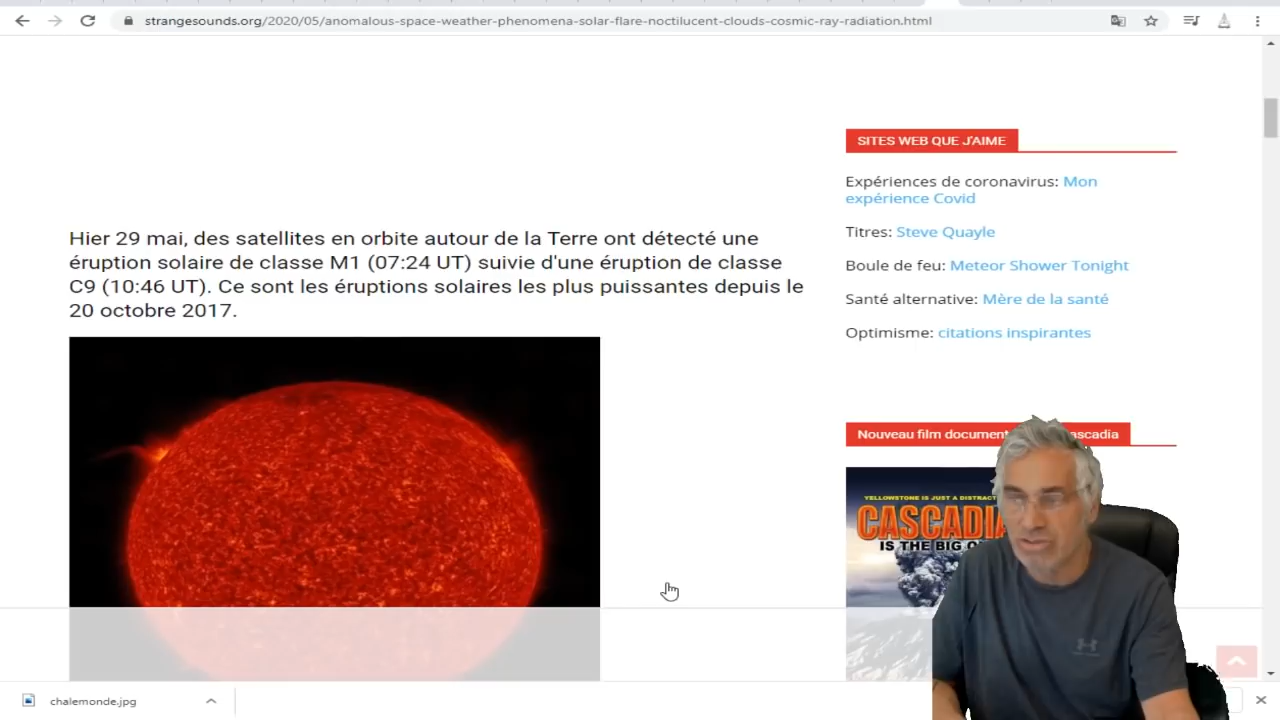 strangesounds.org/2020/05/anomalous-space-weather-phenomena-solar-flare-noctilucent-clouds-cosmic-ray-radiation.html
Hier 29 mai, des satellites en orbite autour de la Terre ont détecté une
éruption solaire de classe M1 (07:24 UT) suivie d'une éruption de classe
C9 (10:46 UT). Ce sont les éruptions solaires les plus puissantes depuis le
20 octobre 2017.
SITES WEB QUE J'AIME
Expériences de coronavirus: Mon
expérience Covid
Titres: Steve Quayle
Boule de feu: Meteor Shower Tonight
Santé alternative: Mère de la santé
Optimisme: citations inspirantes
Nouveau film document ascadia
YELLOWSTONE IS JUST A DISTRACT
CASCADIA
IS THE BIG O
chalemonde.jpg